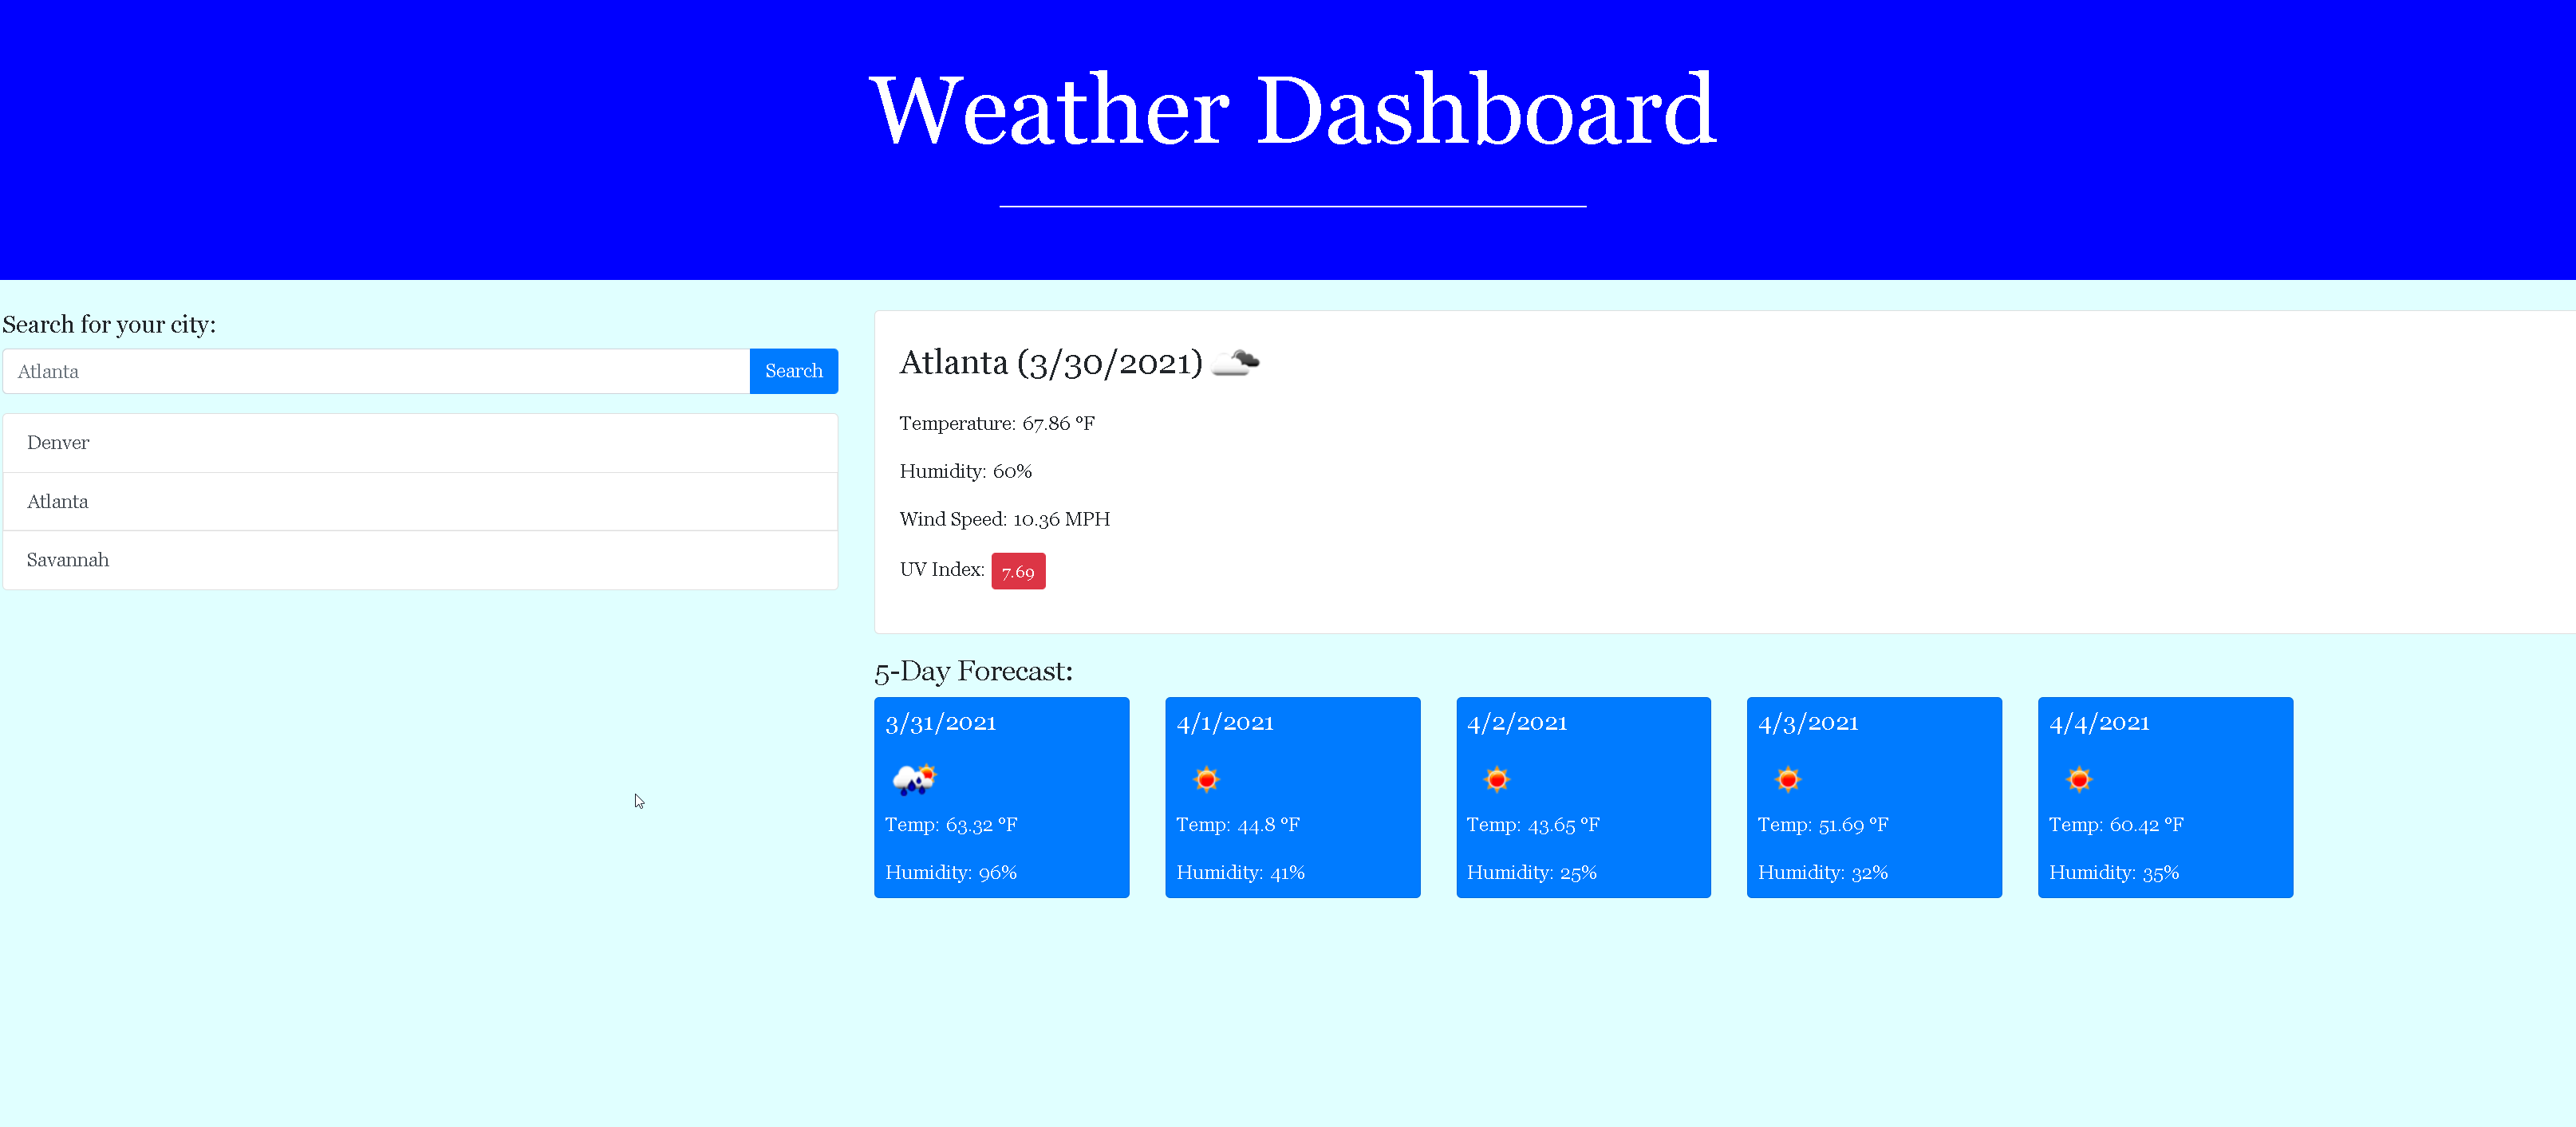 Weather Dashboard
Search for your city:
Atlanta
Search
Denver
Atlanta
Savannah
Atlanta (3/30/2021)
Temperature: 67.86 °F
Humidity: 60%
Wind Speed: 10.36 MPH
UV Index: 7.69
5-Day Forecast:
3/31/2021
Temp: 63.32 °F
Humidity: 96%
4/1/2021
Temp: 44.8 °F
Humidity: 41%
4/2/2021
Temp: 43.65 °F
Humidity: 25%
4/3/2021
Temp: 51.69 °F
Humidity: 32%
4/4/2021
Temp: 60.42 °F
Humidity: 35%